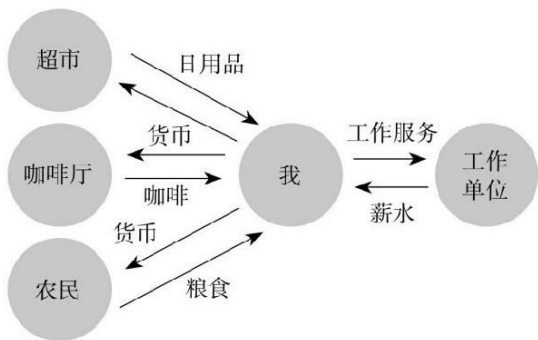 超市
日用品
货币
咖啡厅
咖啡
我
工作服务
薪水
工作
单位
货币
农民
粮食